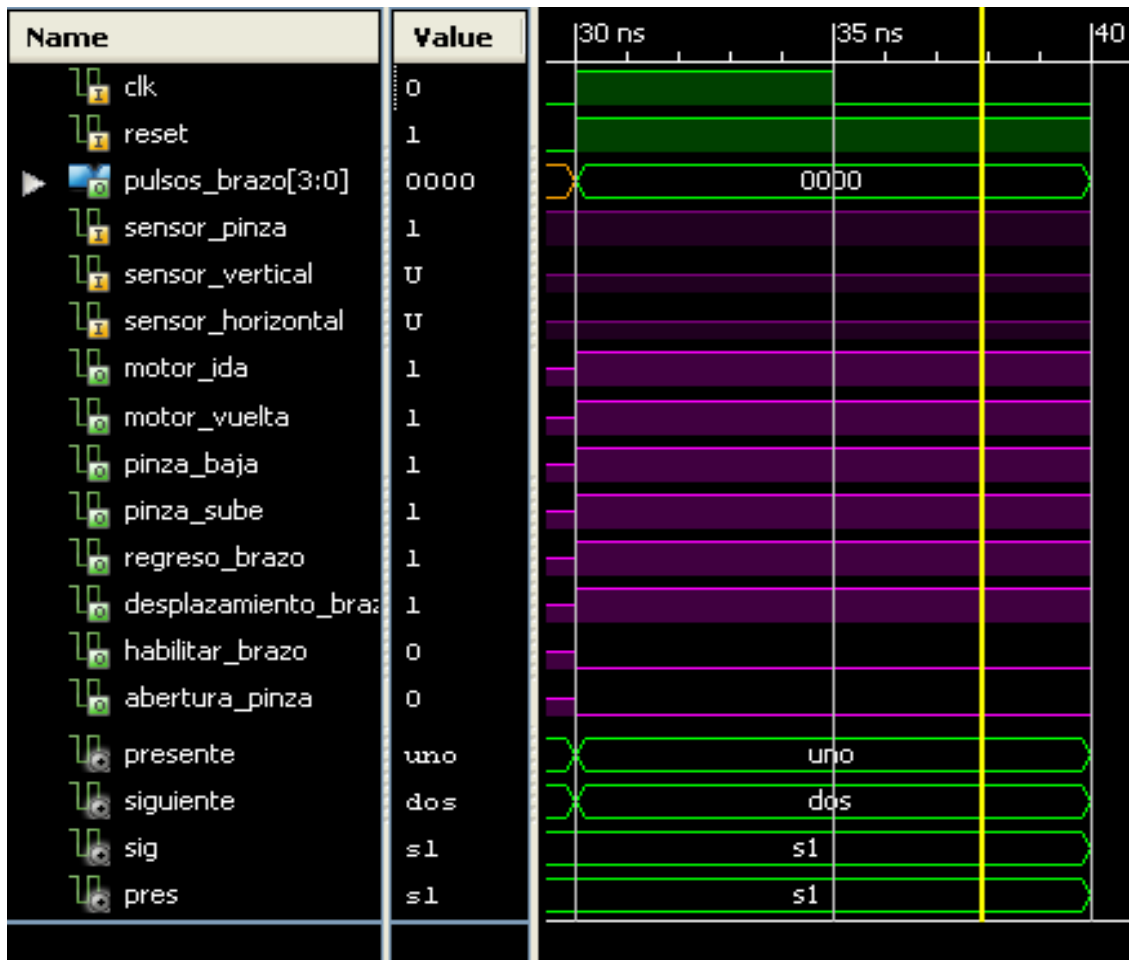 Name Value 30 ns 35 ns 40
clk 0
reset 1
pulsos_brazo[3:0] 0000 0000
sensor_pinza 1
sensor_vertical U
sensor_horizontal U
motor_ida 1
motor_vuelta 1
pinza_baja 1
pinza_sube 1
regreso_brazo 1
desplazamiento_braz 1
habilitar_brazo 0
abertura_pinza 0
presente uno uno
siguiente dos dos
sig s1 s1
pres s1 s1